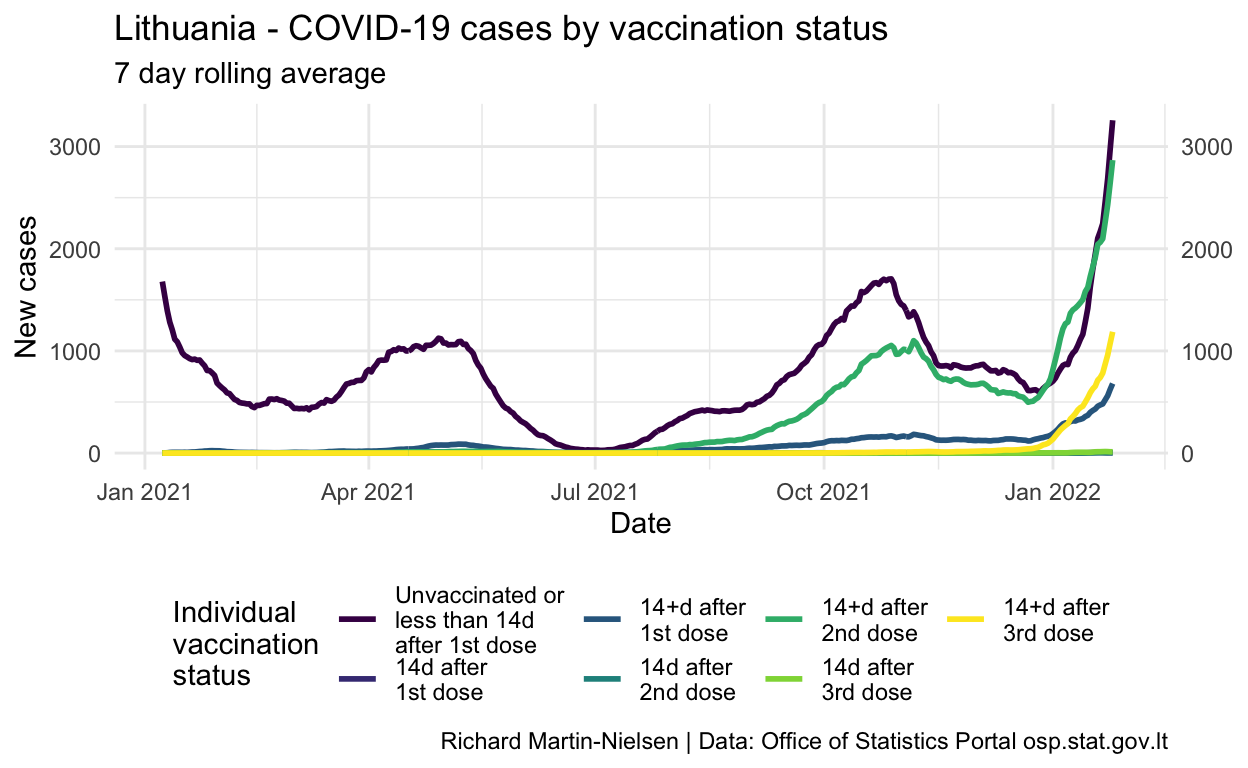 Lithuania - COVID-19 cases by vaccination status
7 day rolling average
New cases
3000
2000
1000
0
3000
2000
1000
0
Jan 2021
Apr 2021
Jul 2021
Oct 2021
Jan 2022
Date
Individual
vaccination
status
Unvaccinated or
less than 14d
after 1st dose
14d after
1st dose
14+d after
1st dose
14d after
2nd dose
14+d after
2nd dose
14d after
3rd dose
14+d after
3rd dose
Richard Martin-Nielsen | Data: Office of Statistics Portal osp.stat.gov.lt